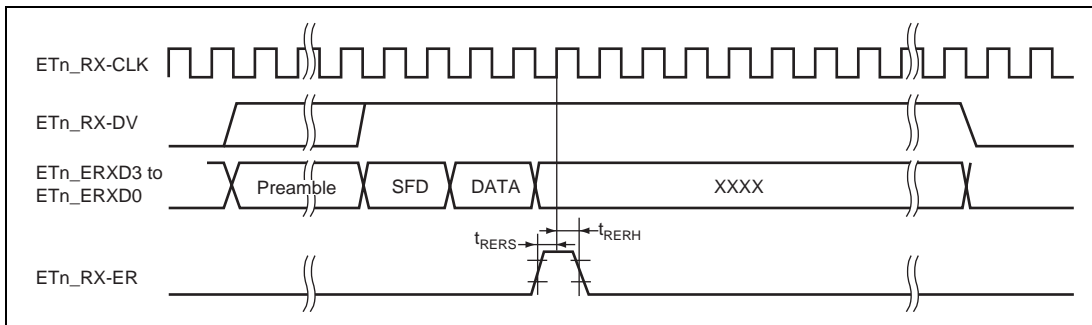 ETn_RX-CLK
ETn_RX-DV
ETn_ERXD3 to
ETn_ERXD0
Preamble
SFD
DATA
XXXX
tRERS
tRERH
ETn_RX-ER